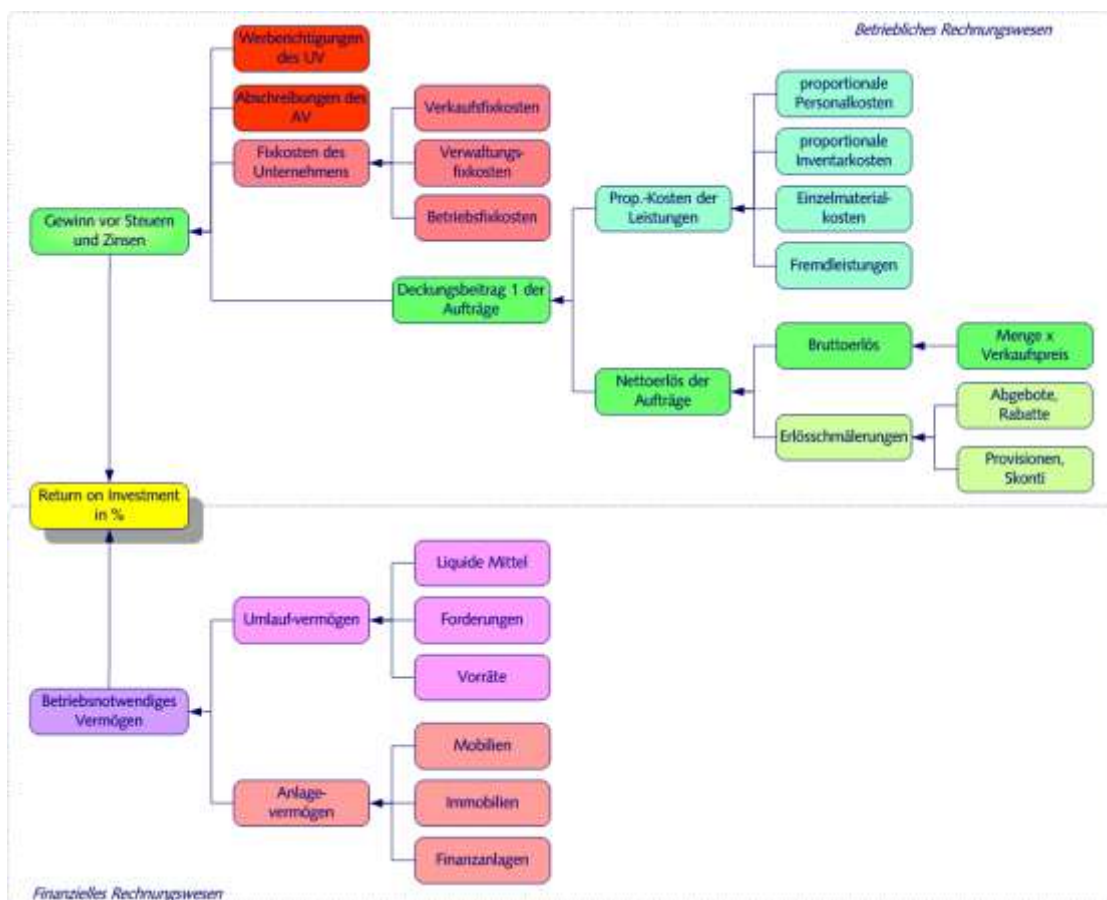 Betriebliches Rechnungswesen
Werberichtigungen
des UV
Abschreibungen des
AV
Fixkosten des
Unternehmens
Verkaufsfixkosten
Verwaltungs-
fixkosten
Betriebsfixkosten
proportionale
Personalkosten
proportionale
Inventarkosten
Prop.-Kosten der
Leistungen
Einzelmaterial-
kosten
Fremdleistungen
Gewinn vor Steuern
und Zinsen
Deckungsbeitrag 1 der
Aufträge
Bruttoerlös
Menge x
Verkaufspreis
Nettoerlös der
Aufträge
Abgebote,
Rabatte
Erlösschmälerungen
Provisionen,
Skonti
Return on Investment
in %
Liquide Mittel
Umlauf-vermögen
Forderungen
Vorräte
Betriebsnotwendiges
Vermögen
Mobilien
Anlage-
vermögen
Immobilien
Finanzanlagen
Finanzielles Rechnungswesen